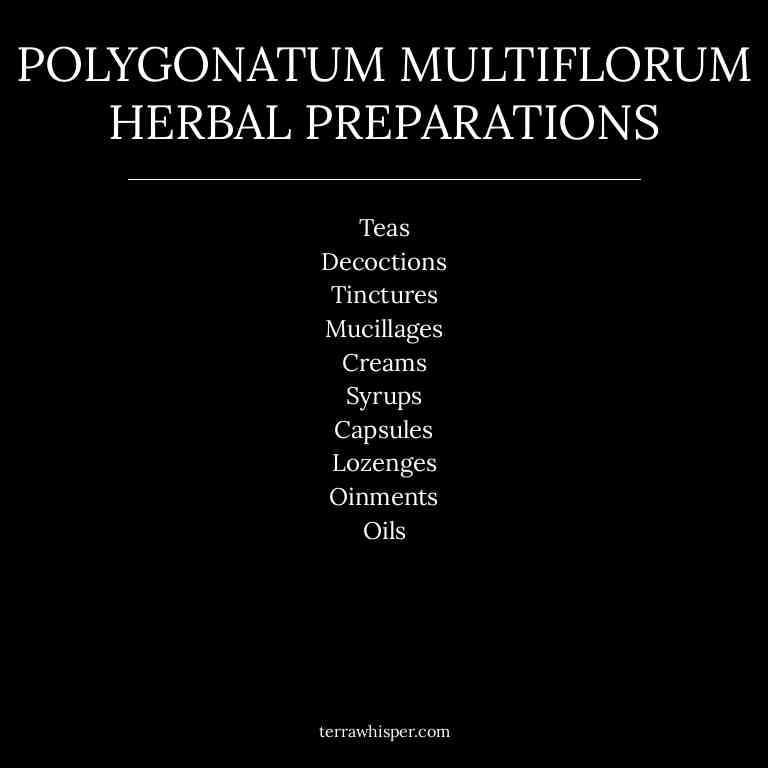 POLYGONATUM MULTIFLORUM
HERBAL PREPARATIONS
Teas
Decoctions
Tinctures
Mucillages
Creams
Syrups
Capsules
Lozenges
Oinments
Oils
terrawhisper.com